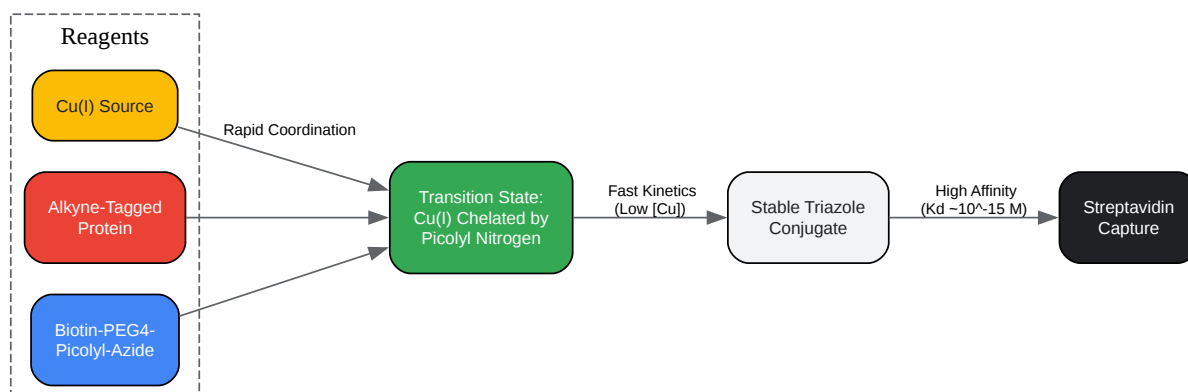 Reagents
Cu(I) Source
Rapid Coordination
Alkyne-Tagged
Protein
Biotin-PEG4-
Picolyl-Azide
Transition State:
Cu(I) Chelated by
Picolyl Nitrogen
Fast Kinetics
(Low [Cu])
Stable Triazole
Conjugate
High Affinity
(Kd ~10^-15 M)
Streptavidin
Capture